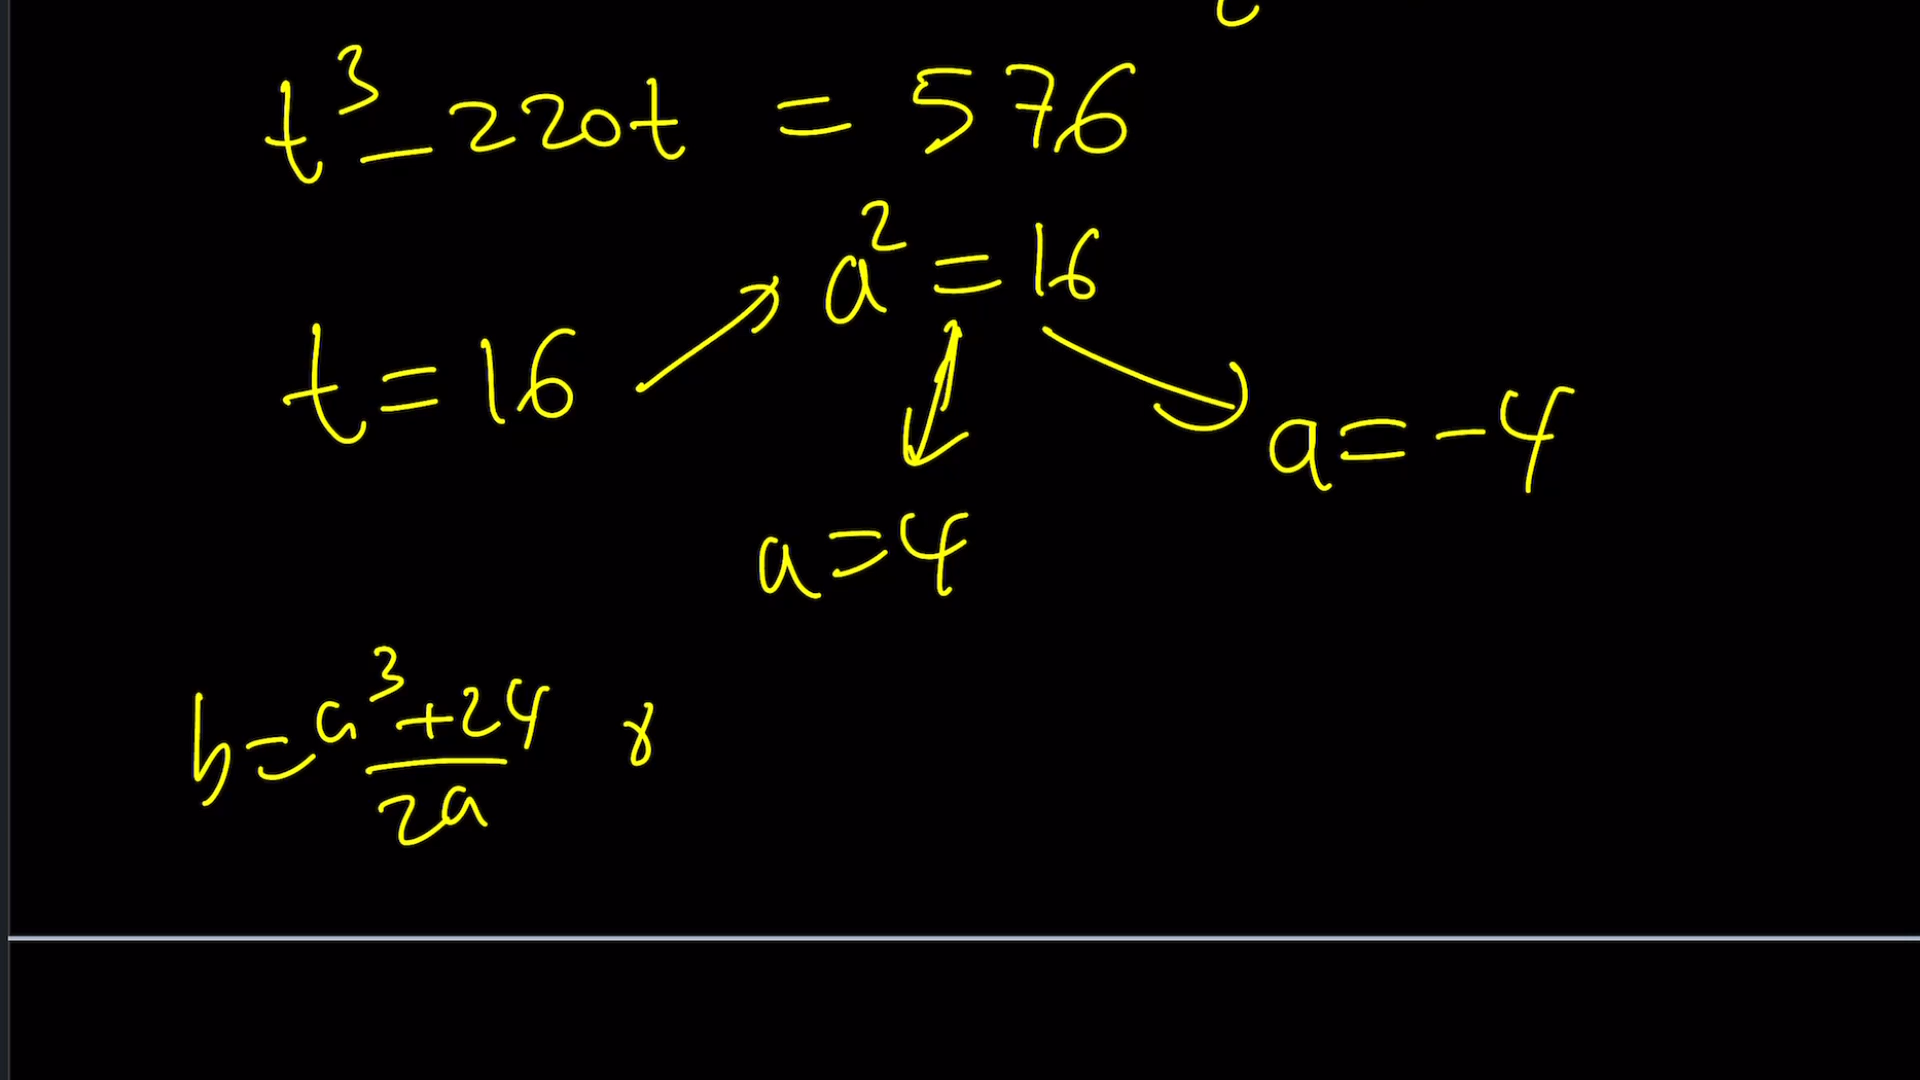 t³ - 220t = 576
a² = 16
t = 16
a = -4
a = 4
b = a³ + 24 / 2a